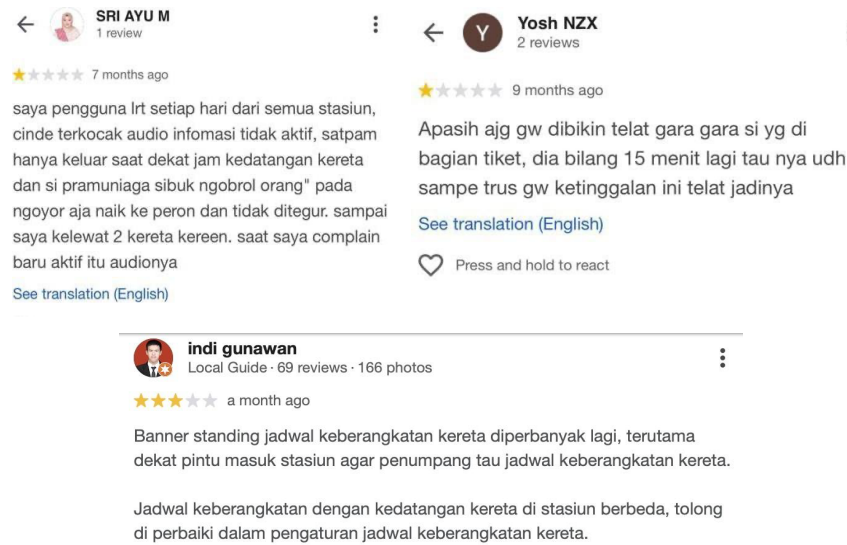 SRI AYU M
1 review
7 months ago
saya pengguna lrt setiap hari dari semua stasiun,
cinde terkocak audio infomasi tidak aktif, satpam
hanya keluar saat dekat jam kedatangan kereta
dan si pramuniaga sibuk ngobrol orang" pada
ngoyor aja naik ke peron dan tidak ditegur. sampai
saya kelewat 2 kereta kereen. saat saya complain
baru aktif itu audionya
See translation (English)
Y
Yosh NZX
2 reviews
9 months ago
Apasih ajg gw dibikin telat gara gara si yg di
bagian tiket, dia bilang 15 menit lagi tau nya udh
sampe trus gw ketinggalan ini telat jadinya
See translation (English)
Press and hold to react
indi gunawan
Local Guide · 69 reviews · 166 photos
a month ago
Banner standing jadwal keberangkatan kereta diperbanyak lagi, terutama
dekat pintu masuk stasiun agar penumpang tau jadwal keberangkatan kereta.
Jadwal keberangkatan dengan kedatangan kereta di stasiun berbeda, tolong
di perbaiki dalam pengaturan jadwal keberangkatan kereta.